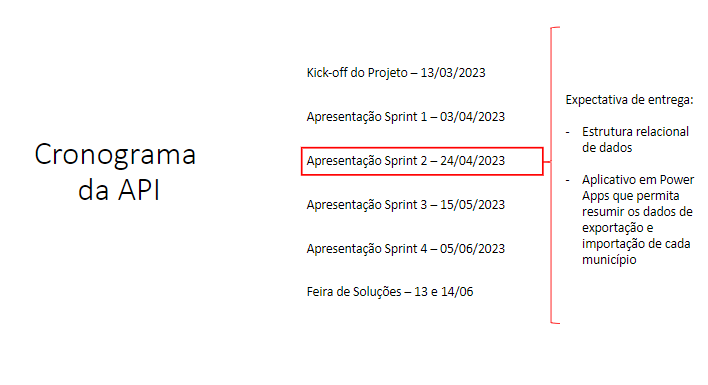 Cronograma
da API
Kick-off do Projeto – 13/03/2023
Apresentação Sprint 1 – 03/04/2023
Apresentação Sprint 2 – 24/04/2023
Apresentação Sprint 3 – 15/05/2023
Apresentação Sprint 4 – 05/06/2023
Feira de Soluções – 13 e 14/06
Expectativa de entrega:
- Estrutura relacional
de dados
- Aplicativo em Power
Apps que permita
resumir os dados de
exportação e
importação de cada
município